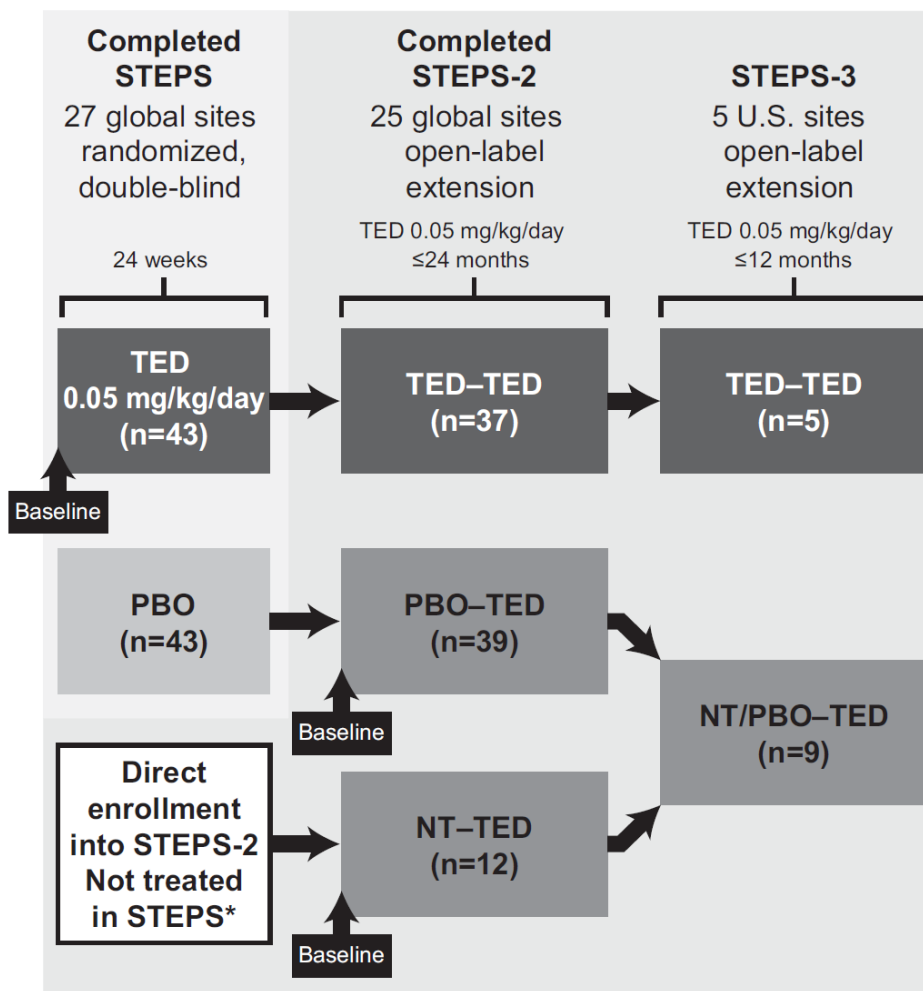 Completed
STEPS
27 global sites
randomized,
double-blind
24 weeks
Completed
STEPS-2
25 global sites
open-label
extension
TED 0.05 mg/kg/day
≤24 months
STEPS-3
5 U.S. sites
open-label
extension
TED 0.05 mg/kg/day
≤12 months
TED
0.05 mg/kg/day
(n=43)
TED–TED
(n=37)
TED–TED
(n=5)
Baseline
PBO
(n=43)
PBO–TED
(n=39)
Baseline
NT/PBO–TED
(n=9)
Direct
enrollment
into STEPS-2
Not treated
in STEPS*
NT–TED
(n=12)
Baseline